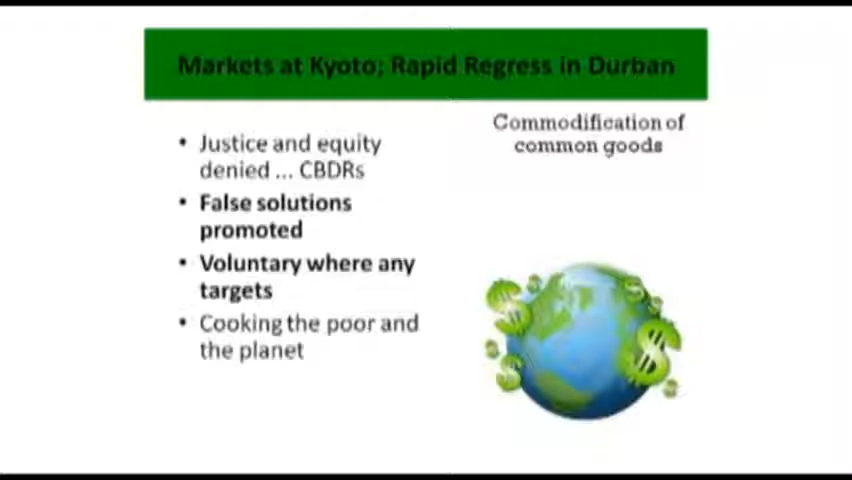 Markets at Kyoto; Rapid Regress in Durban
Commodification of
common goods
• Justice and equity
denied ... CBDRs
• False solutions
promoted
• Voluntary where any
targets
• Cooking the poor and
the planet